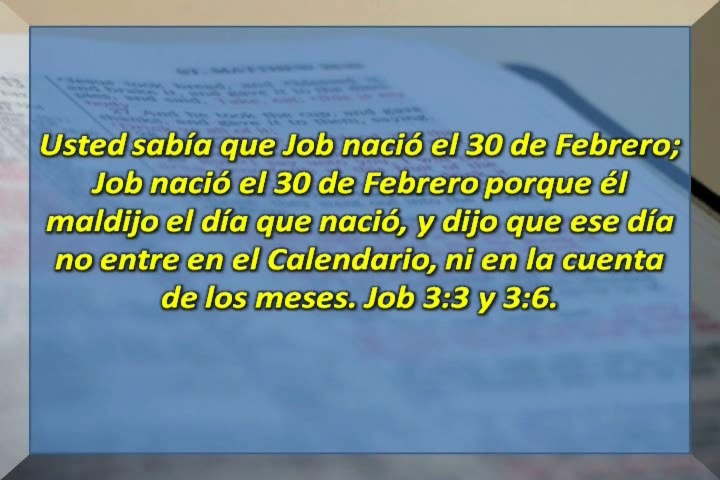 Usted sabía que Job nació el 30 de Febrero;
Job nació el 30 de Febrero porque él
maldijo el día que nació, y dijo que ese día
no entre en el Calendario, ni en la cuenta
de los meses. Job 3:3 y 3:6.